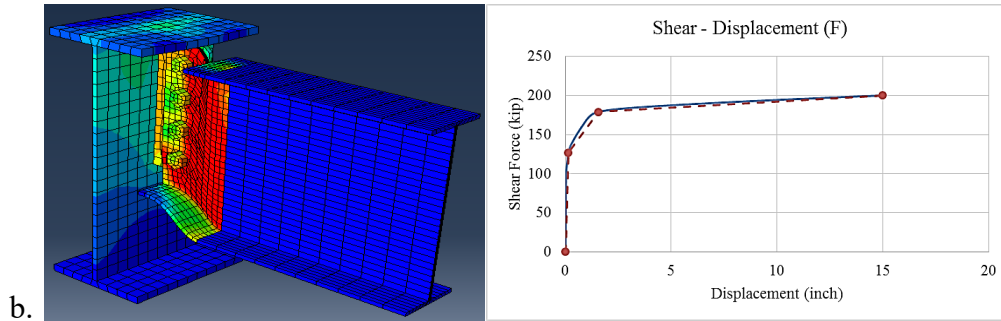 b.
Shear - Displacement (F)
Shear Force (kip)
250
200
150
100
50
0
0 5 10 15 20
Displacement (inch)